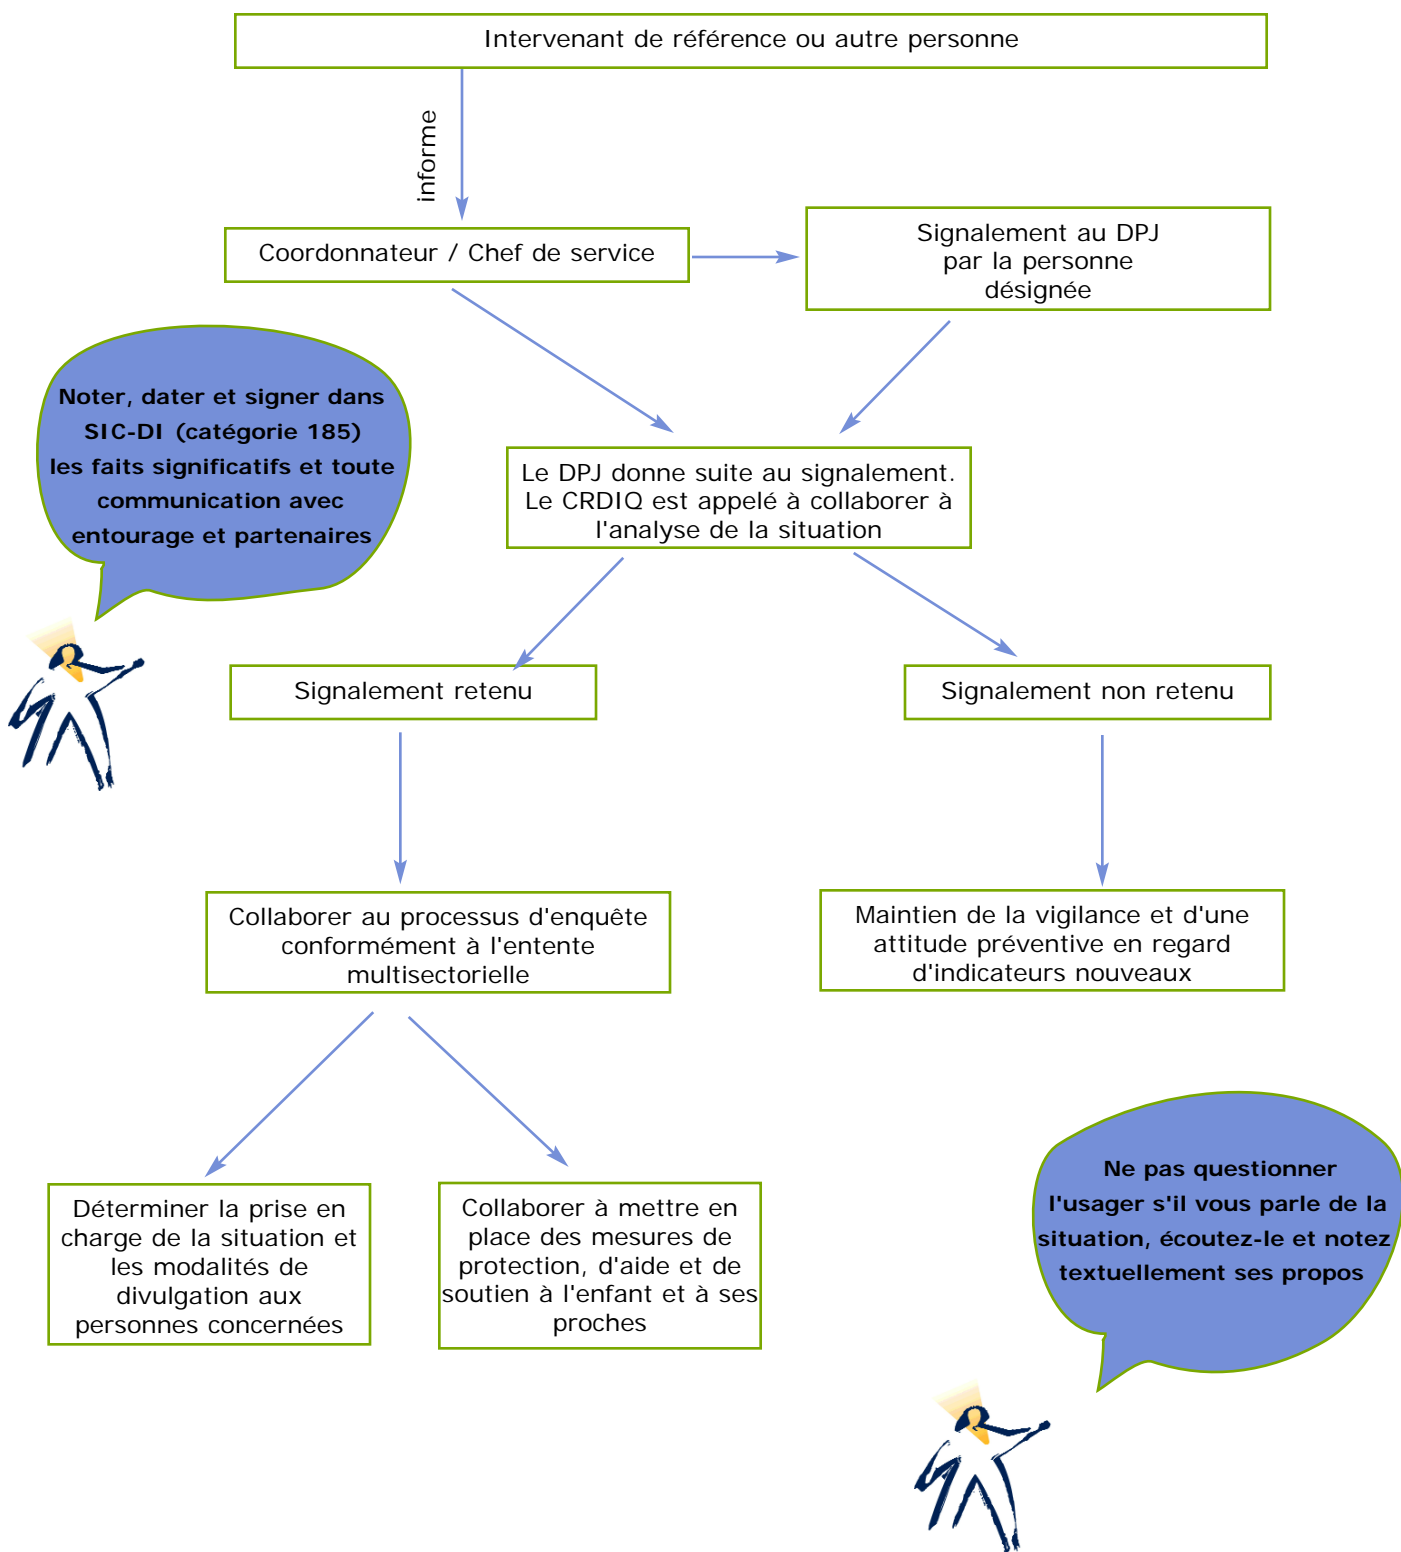 Intervenant de référence ou autre personne
informe
Coordonnateur / Chef de service
Signalement au DPJ
par la personne
désignée
Noter, dater et signer dans
SIC-DI (catégorie 185)
les faits significatifs et toute
communication avec
entourage et partenaires
Le DPJ donne suite au signalement.
Le CRDIQ est appelé à collaborer à
l'analyse de la situation
Signalement retenu
Signalement non retenu
Collaborer au processus d'enquête
conformément à l'entente
multisectorielle
Maintien de la vigilance et d'une
attitude préventive en regard
d'indicateurs nouveaux
Déterminer la prise en
charge de la situation et
les modalités de
divulgation aux
personnes concernées
Collaborer à mettre en
place des mesures de
protection, d'aide et de
soutien à l'enfant et à ses
proches
Ne pas questionner
l'usager s'il vous parle de la
situation, écoutez-le et notez
textuellement ses propos